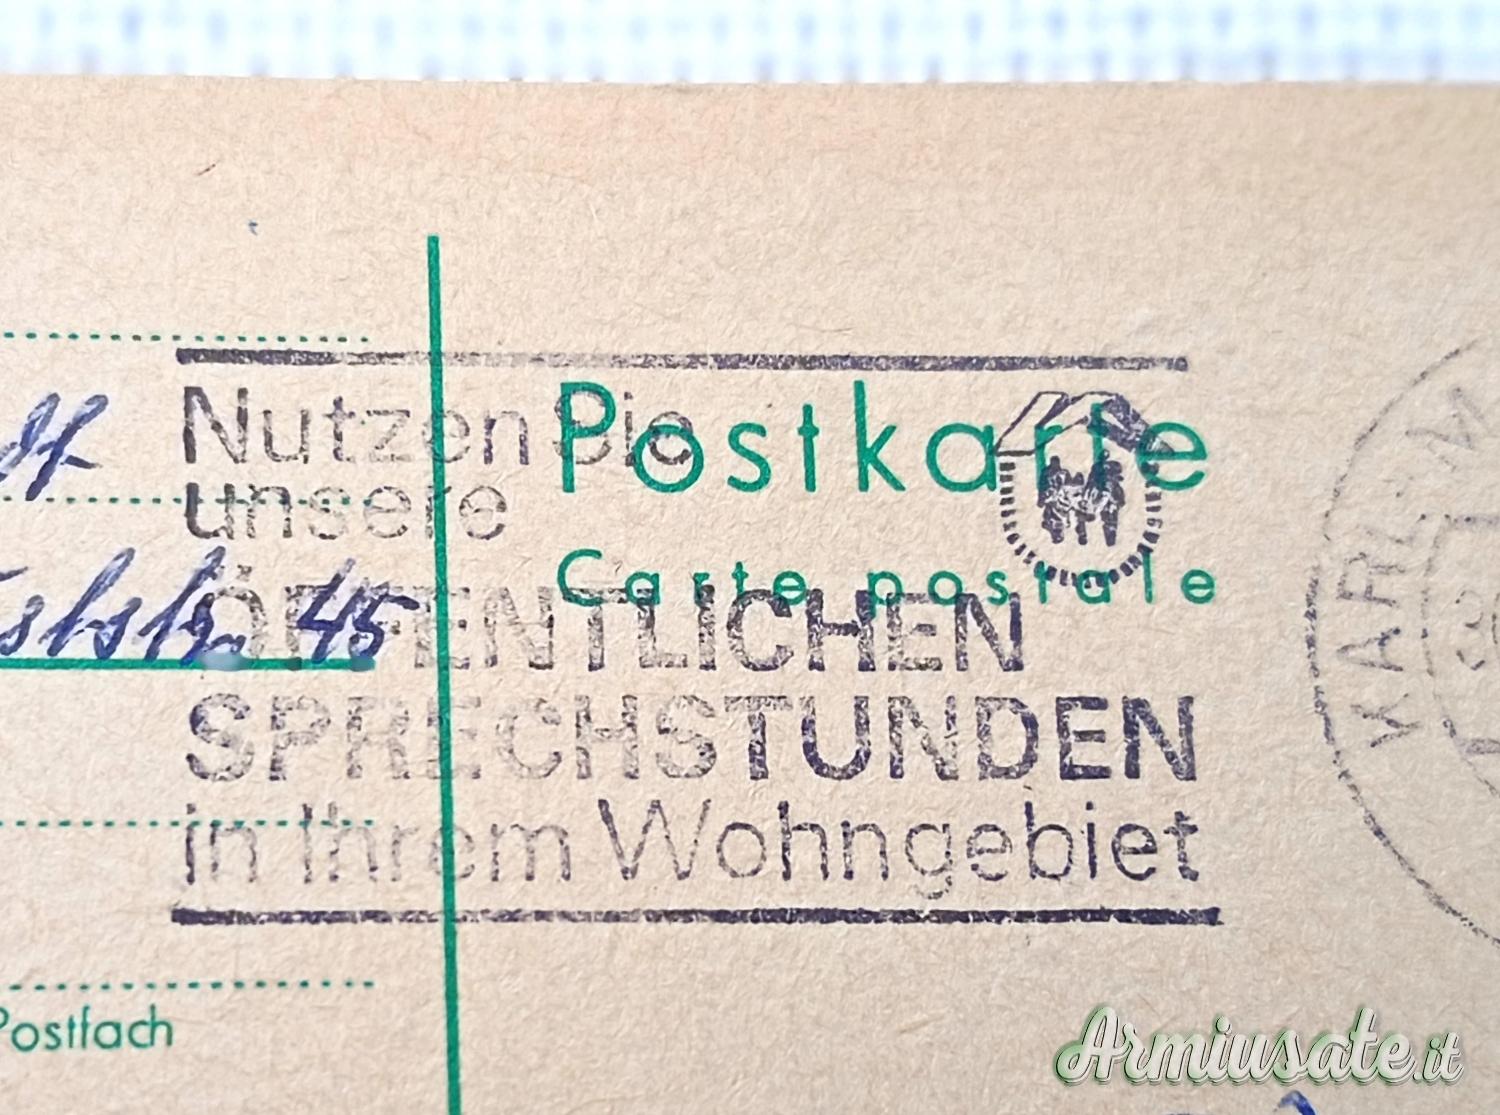 Postkarte
Carte postale
Nutzen Sie
unsere
ÖFFENTLICHEN
SPRECHSTUNDEN
in Ihrem Wohngebiet
45
Postfach
Armiusate.it